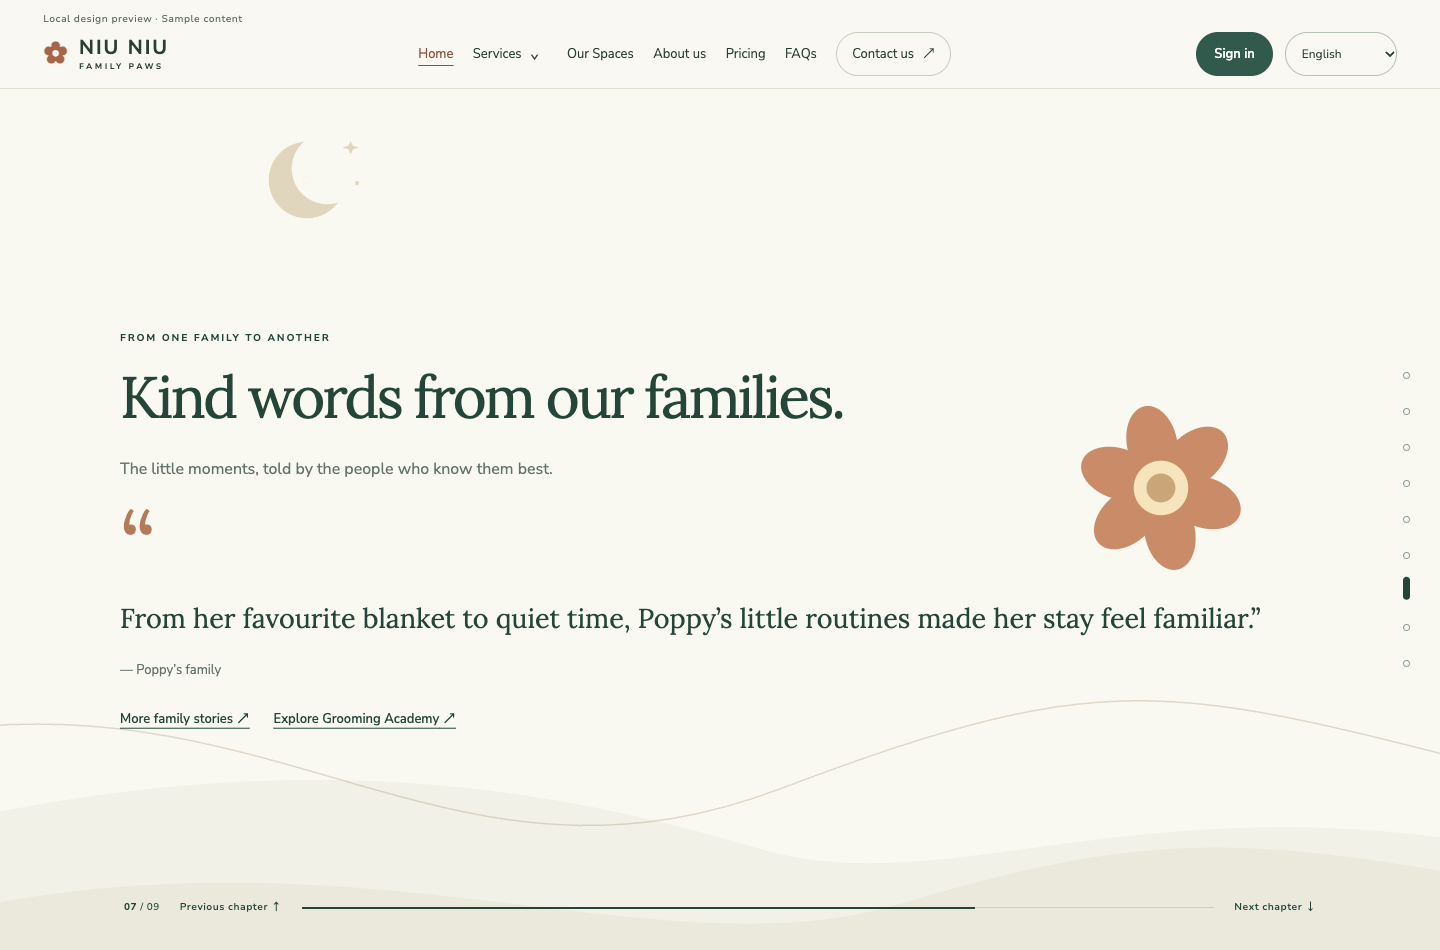 Local design preview · Sample content
NIU NIU
FAMILY PAWS
Home Services Our Spaces About us Pricing FAQs Contact us ↗
Sign in English
FROM ONE FAMILY TO ANOTHER
Kind words from our families.
The little moments, told by the people who know them best.
“
From her favourite blanket to quiet time, Poppy’s little routines made her stay feel familiar.”
— Poppy’s family
More family stories ↗ Explore Grooming Academy ↗
07 / 09 Previous chapter ↑ Next chapter ↓